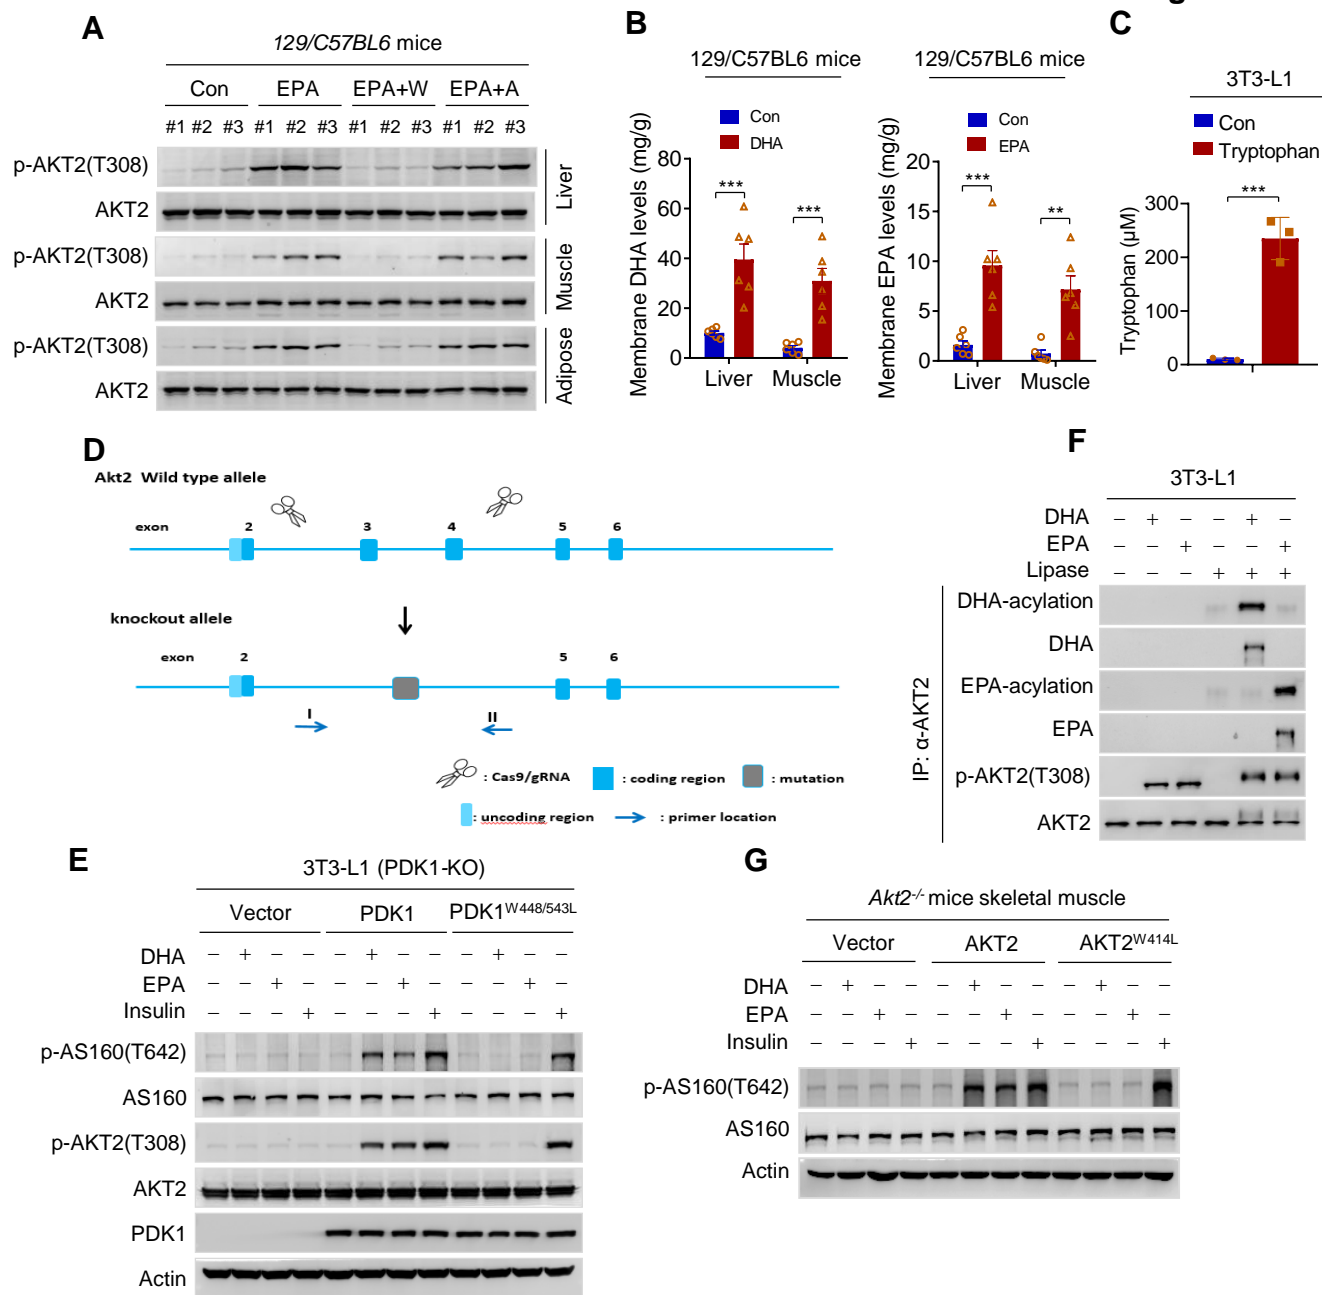 A
129/C57BL6 mice
Con EPA EPA+W EPA+A
#1 #2 #3 #1 #2 #3 #1 #2 #3 #1 #2 #3
p-AKT2(T308)
AKT2
Liver
p-AKT2(T308)
AKT2
Muscle
p-AKT2(T308)
AKT2
Adipose
B
129/C57BL6 mice
Con
DHA
Membrane DHA levels (mg/g)
80
60
40
20
0
***
***
Liver Muscle
129/C57BL6 mice
Con
EPA
Membrane EPA levels (mg/g)
20
15
10
5
0
***
**
Liver Muscle
C
3T3-L1
Con
Tryptophan
Tryptophan (μM)
300
200
100
0
***
D
Akt2 Wild type allele
exon 2 3 4 5 6
knockout allele
exon 2 5 6
I II
: Cas9/gRNA : coding region : mutation
: uncoding region : primer location
F
3T3-L1
DHA − + − − + −
EPA − − + − − +
Lipase − − − + + +
IP: α-AKT2
DHA-acylation
DHA
EPA-acylation
EPA
p-AKT2(T308)
AKT2
E
3T3-L1 (PDK1-KO)
Vector PDK1 PDK1W448/543L
DHA − + − − − + − − − + − −
EPA − − + − − − + − − − + −
Insulin − − − + − − − + − − − +
p-AS160(T642)
AS160
p-AKT2(T308)
AKT2
PDK1
Actin
G
Akt2-/- mice skeletal muscle
Vector AKT2 AKT2W414L
DHA − + − − − + − − − + − −
EPA − − + − − − + − − − + −
Insulin − − − + − − − + − − − +
p-AS160(T642)
AS160
Actin